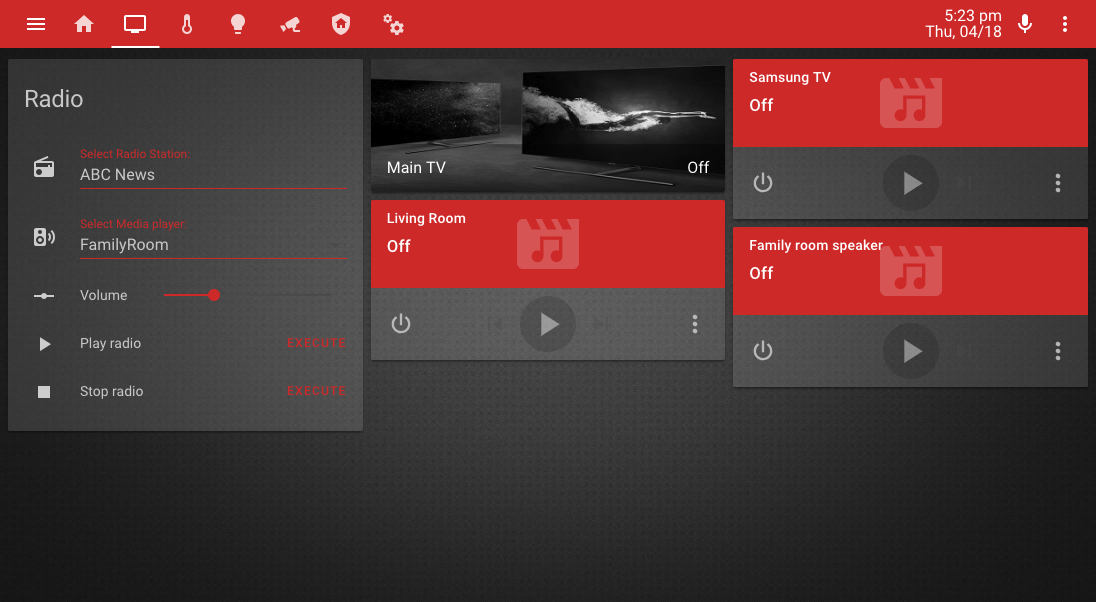 5:23 pm
Thu, 04/18
Radio
Select Radio Station:
ABC News
Select Media player:
FamilyRoom
Volume
Play radio
EXECUTE
Stop radio
EXECUTE
Main TV
Off
Living Room
Off
Samsung TV
Off
Family room speaker
Off